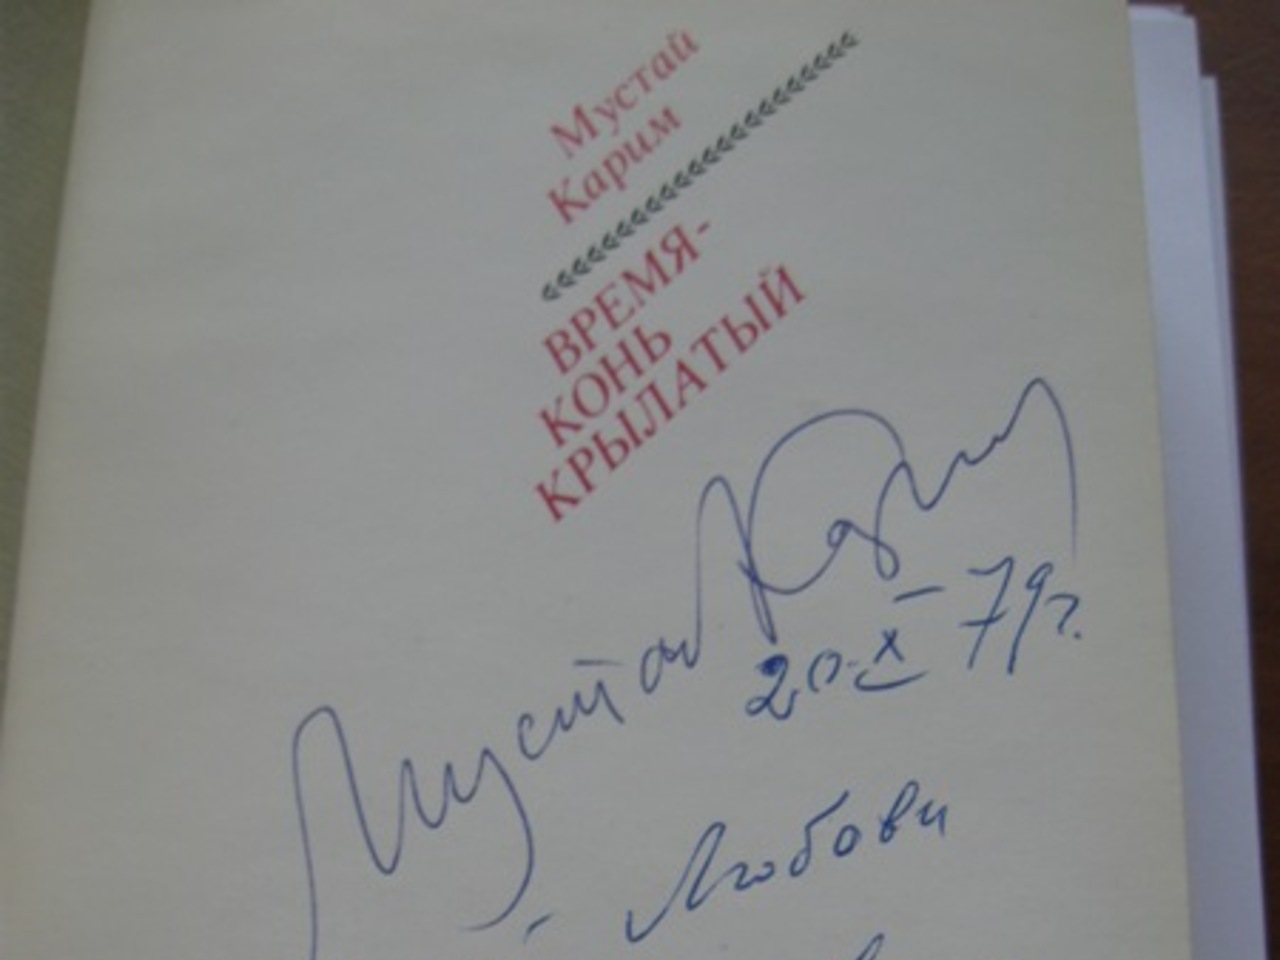 Мустай
Карим
ВРЕМЯ-
КОНЬ
КРЫЛАТЫЙ
Мустай Карим
20-X-79г.
Любови